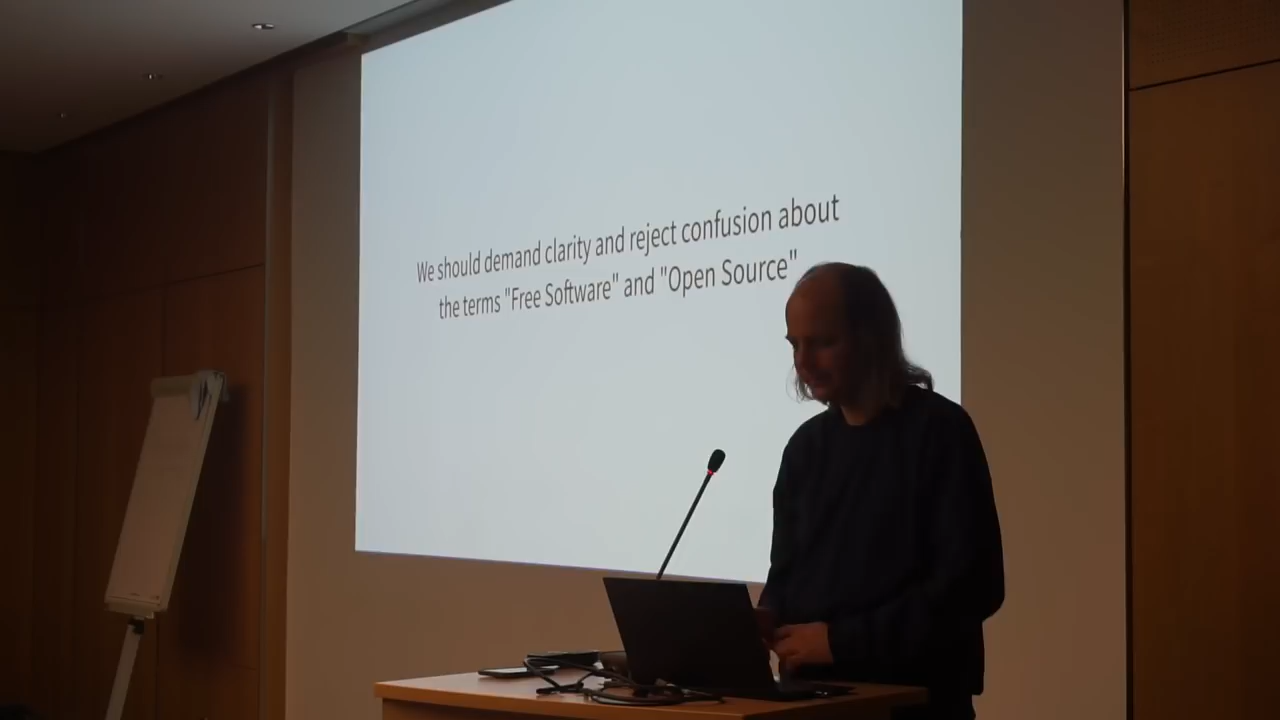 We should demand clarity and reject confusion about
the terms "Free Software" and "Open Source"